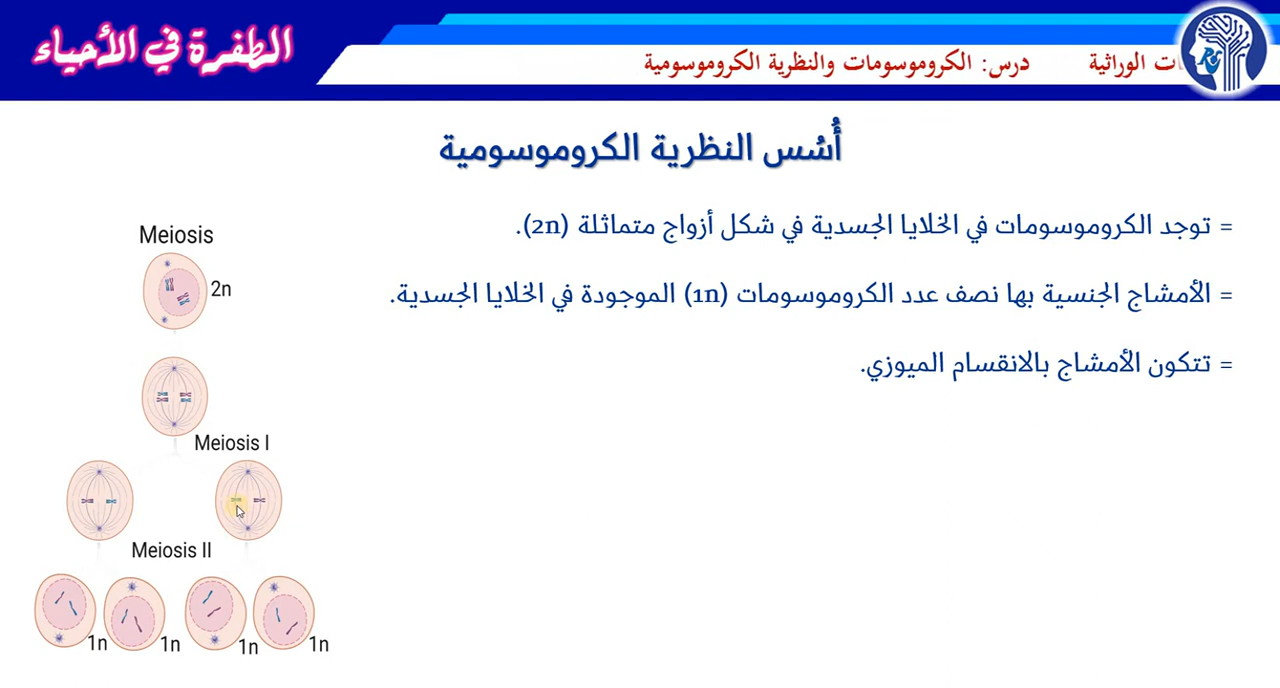 الطفرة في الأحياء
ات الوراثية
درس: الكروموسومات والنظرية الكروموسومية
أُسُس النظرية الكروموسومية
= توجد الكروموسومات في الخلايا الجسدية في شكل أزواج متماثلة (2n).
= الأمشاج الجنسية بها نصف عدد الكروموسومات (1n) الموجودة في الخلايا الجسدية.
= تتكون الأمشاج بالانقسام الميوزي.
Meiosis
2n
Meiosis I
Meiosis II
1n
1n
1n
1n